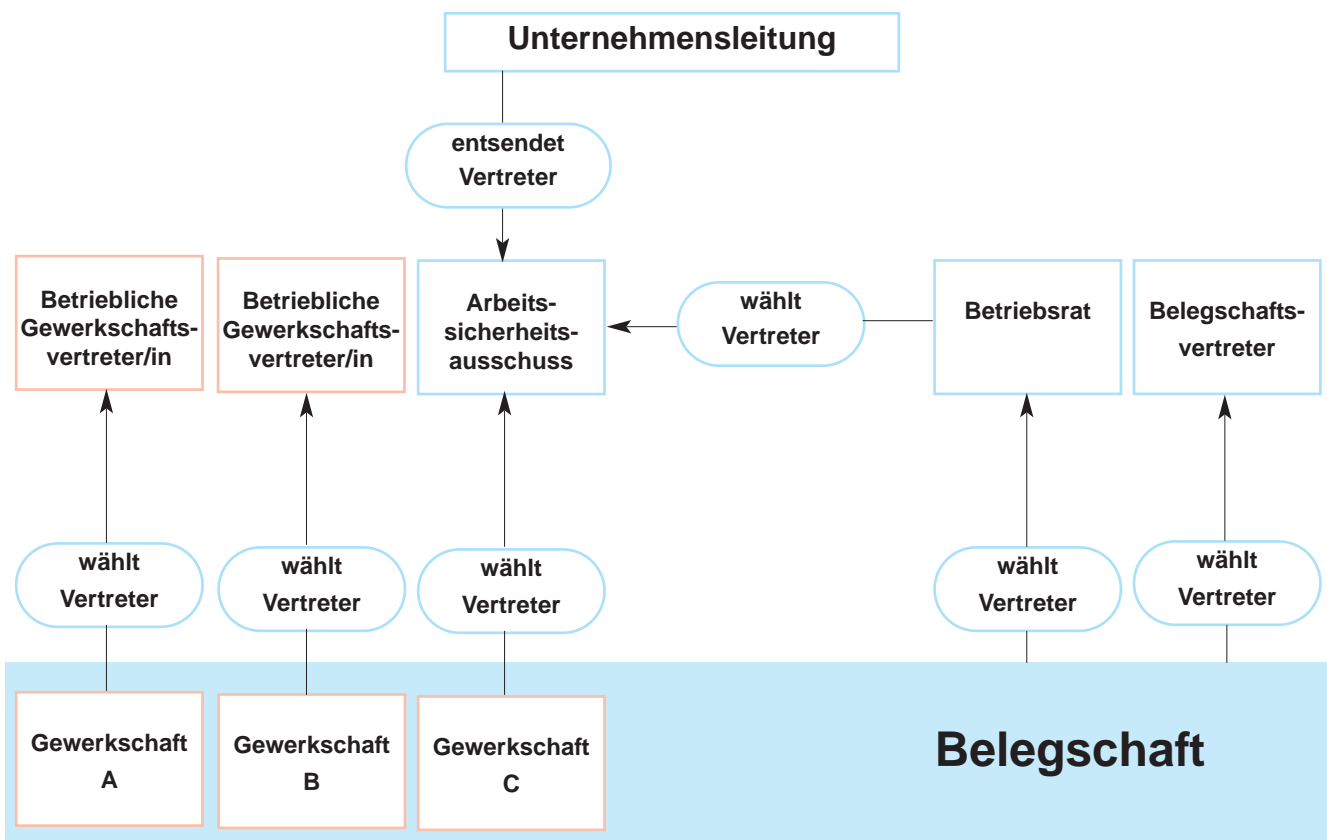 Unternehmensleitung
entsendet
Vertreter
Betriebliche
Gewerkschafts-
vertreter/in
Betriebliche
Gewerkschafts-
vertreter/in
Arbeits-
sicherheits-
ausschuss
wählt
Vertreter
Betriebsrat
Belegschafts-
vertreter
wählt
Vertreter
wählt
Vertreter
wählt
Vertreter
wählt
Vertreter
wählt
Vertreter
Gewerkschaft
A
Gewerkschaft
B
Gewerkschaft
C
Belegschaft